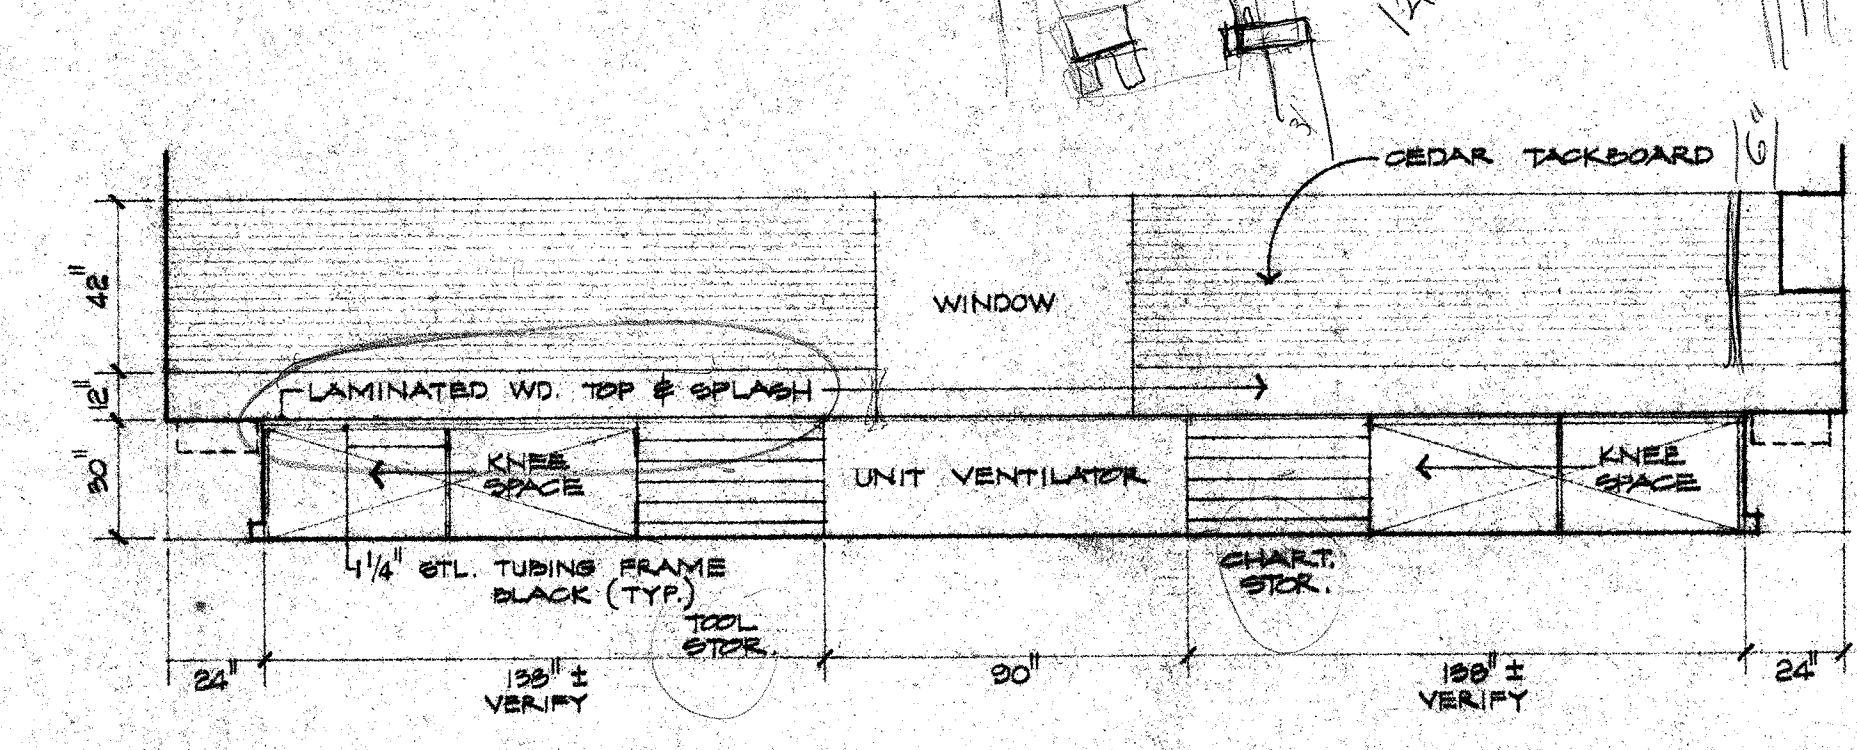 3'
6"
CEDAR TACKBOARD
42"
WINDOW
12"
LAMINATED WD. TOP & SPLASH
30"
KNEE
SPACE
UNIT VENTILATOR
KNEE
SPACE
1 1/4" STL. TUBING FRAME
BLACK (TYP.)
CHART.
STOR.
TOOL
STOR.
24"
138" ±
VERIFY
90"
138" ±
VERIFY
24"